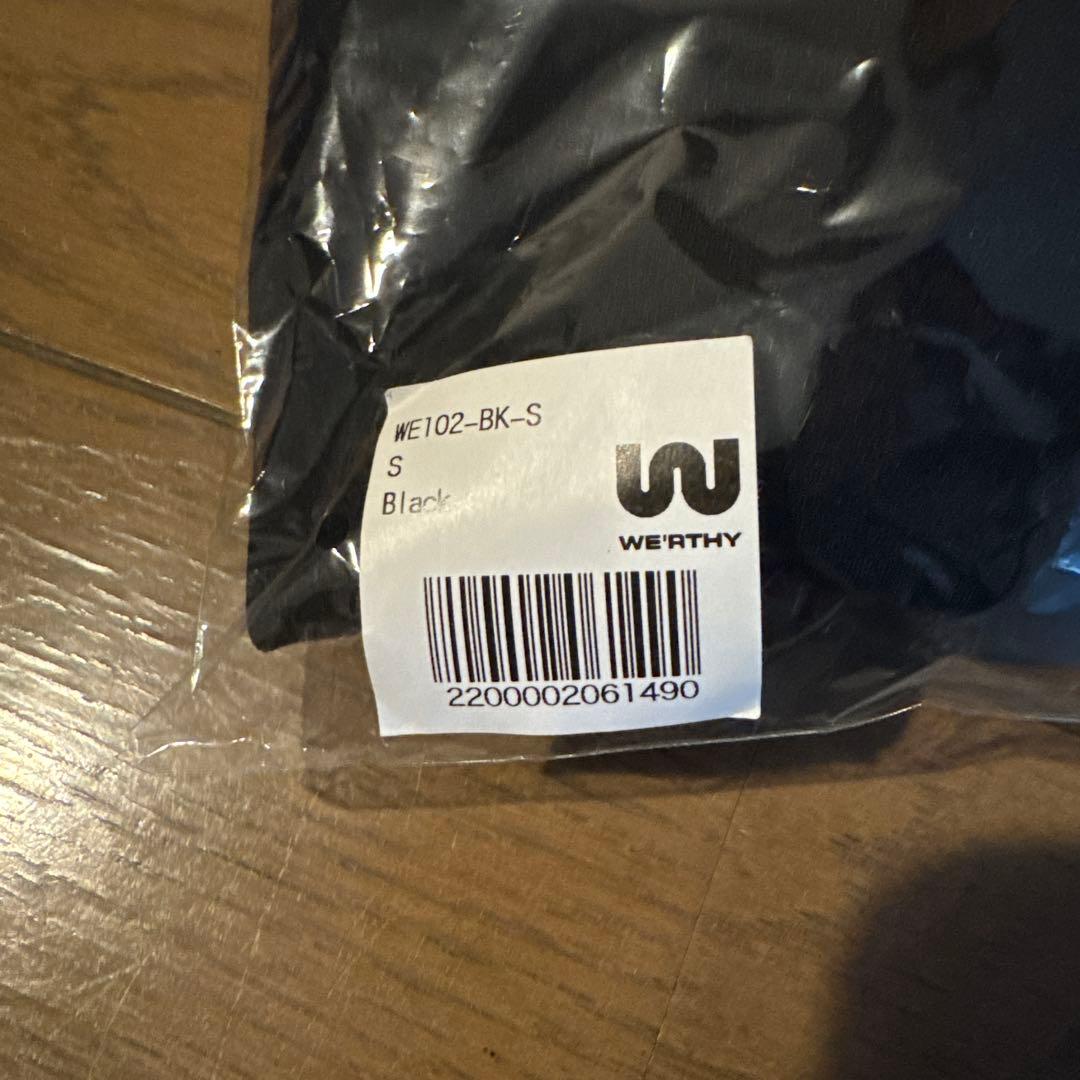 WE102-BK-S
S
Black
WE'RTHY
2200002061490